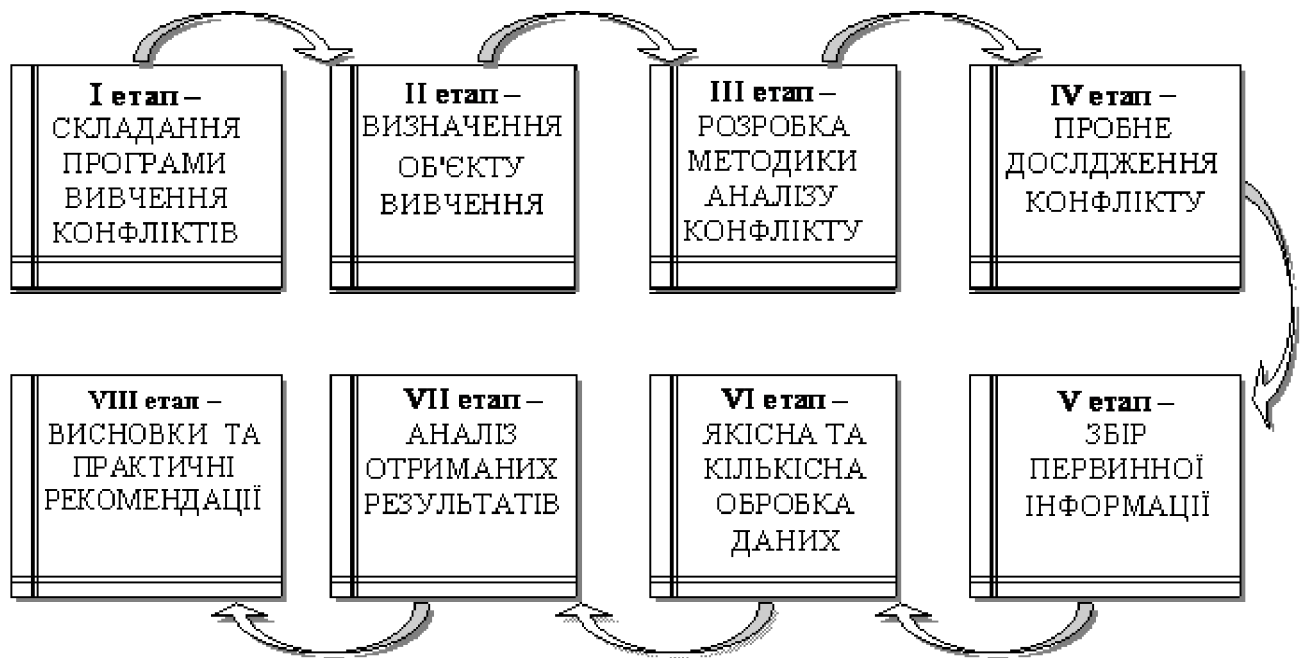 I етап –
СКЛАДАННЯ
ПРОГРАМИ
ВИВЧЕННЯ
КОНФЛІКТІВ
II етап –
ВИЗНАЧЕННЯ
ОБ'ЄКТУ
ВИВЧЕННЯ
III етап –
РОЗРОБКА
МЕТОДИКИ
АНАЛІЗУ
КОНФЛІКТУ
IV етап –
ПРОБНЕ
ДОСЛДЖЕННЯ
КОНФЛІКТУ
V етап –
ЗБІР
ПЕРВИННОЇ
ІНФОРМАЦІЇ
VI етап –
ЯКІСНА ТА
КІЛЬКІСНА
ОБРОБКА
ДАНИХ
VII етап –
АНАЛІЗ
ОТРИМАНИХ
РЕЗУЛЬТАТІВ
VIII етап –
ВИСНОВКИ ТА
ПРАКТИЧНІ
РЕКОМЕНДАЦІЇ